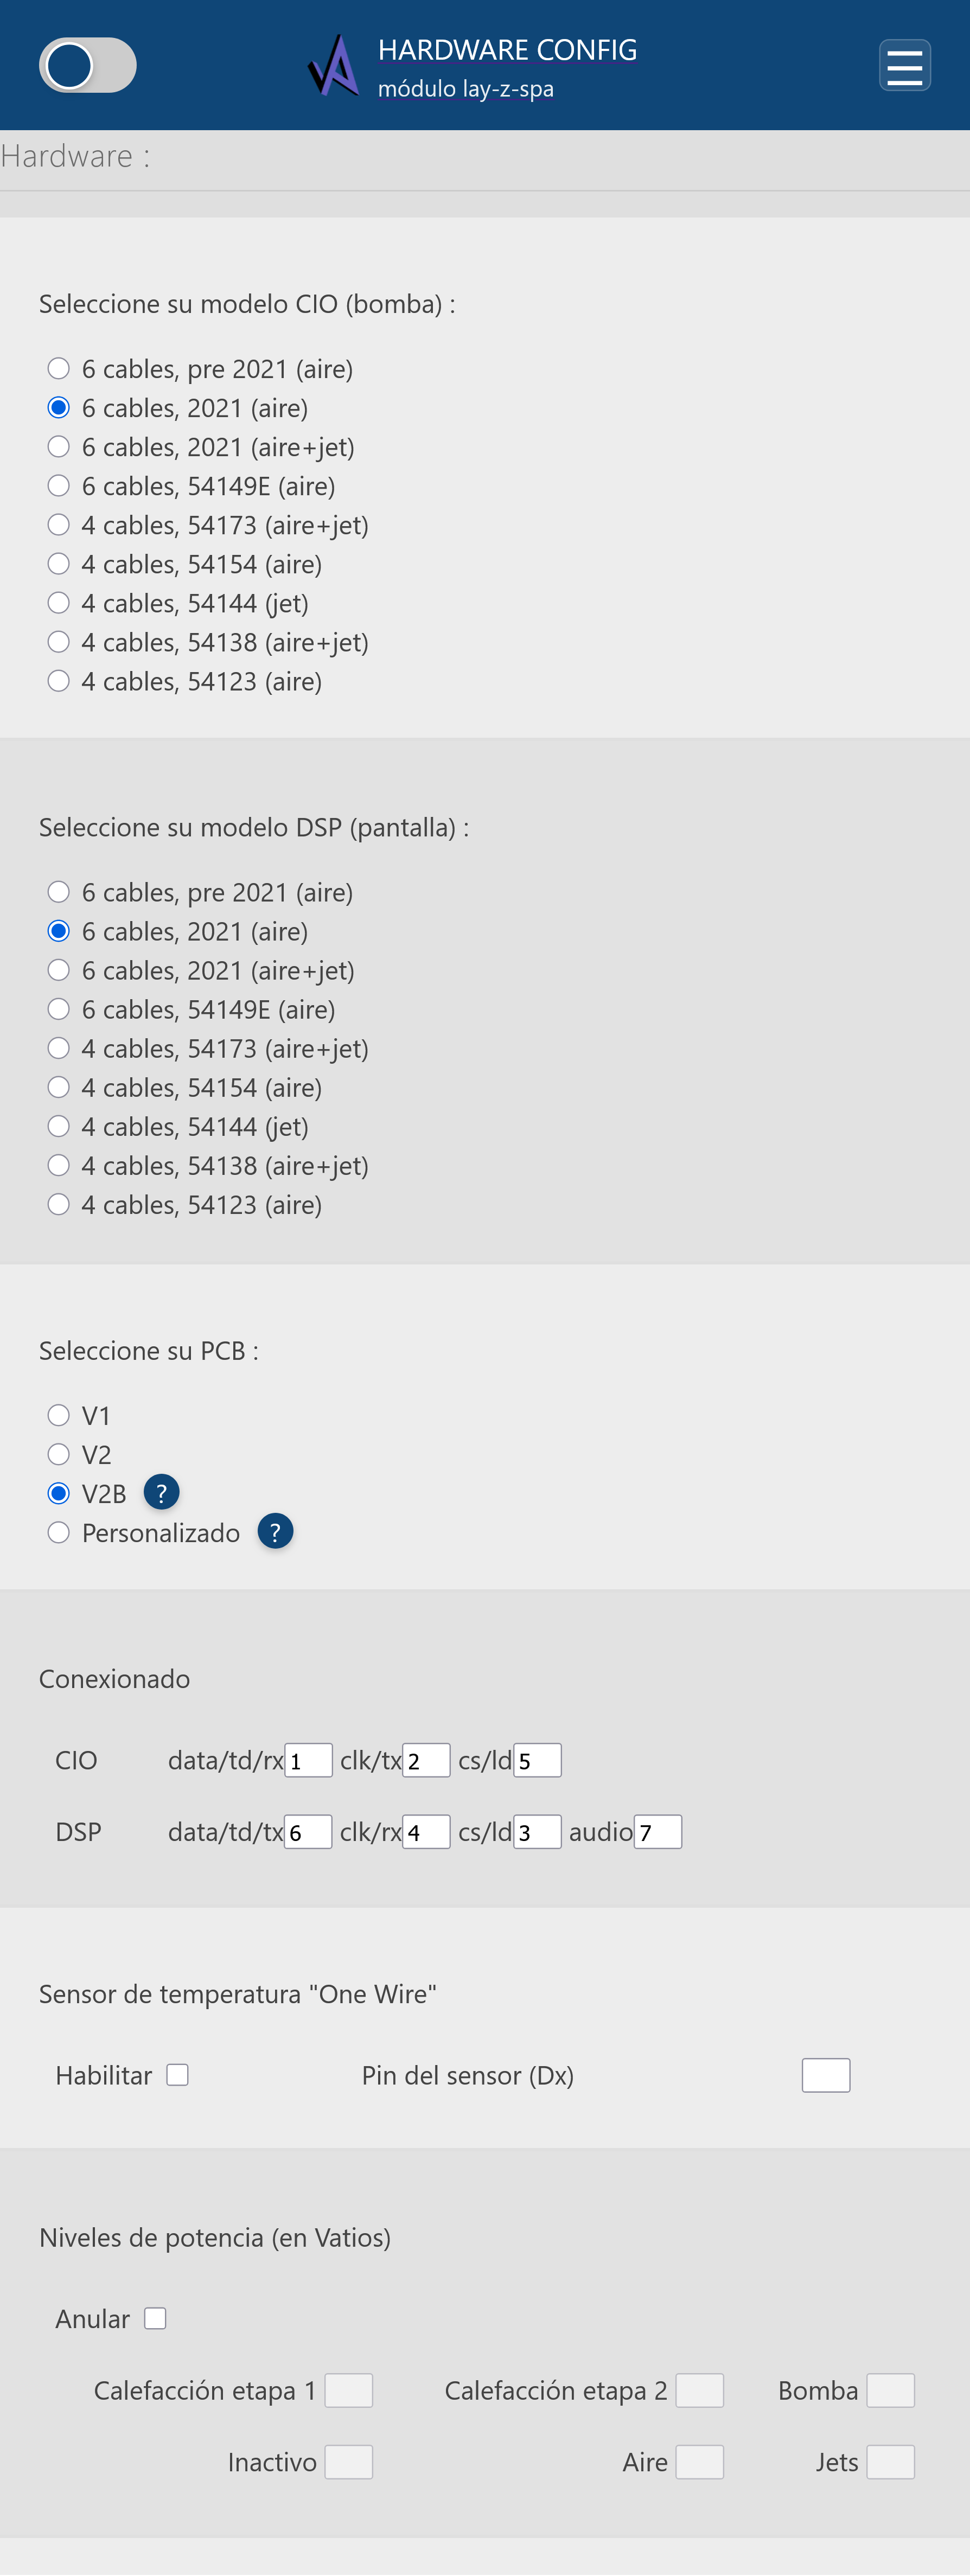 HARDWARE CONFIG
módulo lay-z-spa
Hardware :
Seleccione su modelo CIO (bomba) :
6 cables, pre 2021 (aire)
6 cables, 2021 (aire)
6 cables, 2021 (aire+jet)
6 cables, 54149E (aire)
4 cables, 54173 (aire+jet)
4 cables, 54154 (aire)
4 cables, 54144 (jet)
4 cables, 54138 (aire+jet)
4 cables, 54123 (aire)
Seleccione su modelo DSP (pantalla) :
6 cables, pre 2021 (aire)
6 cables, 2021 (aire)
6 cables, 2021 (aire+jet)
6 cables, 54149E (aire)
4 cables, 54173 (aire+jet)
4 cables, 54154 (aire)
4 cables, 54144 (jet)
4 cables, 54138 (aire+jet)
4 cables, 54123 (aire)
Seleccione su PCB :
V1
V2
V2B ?
Personalizado ?
Conexionado
CIO data/td/rx 1 clk/tx 2 cs/ld 5
DSP data/td/tx 6 clk/rx 4 cs/ld 3 audio 7
Sensor de temperatura "One Wire"
Habilitar Pin del sensor (Dx)
Niveles de potencia (en Vatios)
Anular
Calefacción etapa 1 Calefacción etapa 2 Bomba
Inactivo Aire Jets